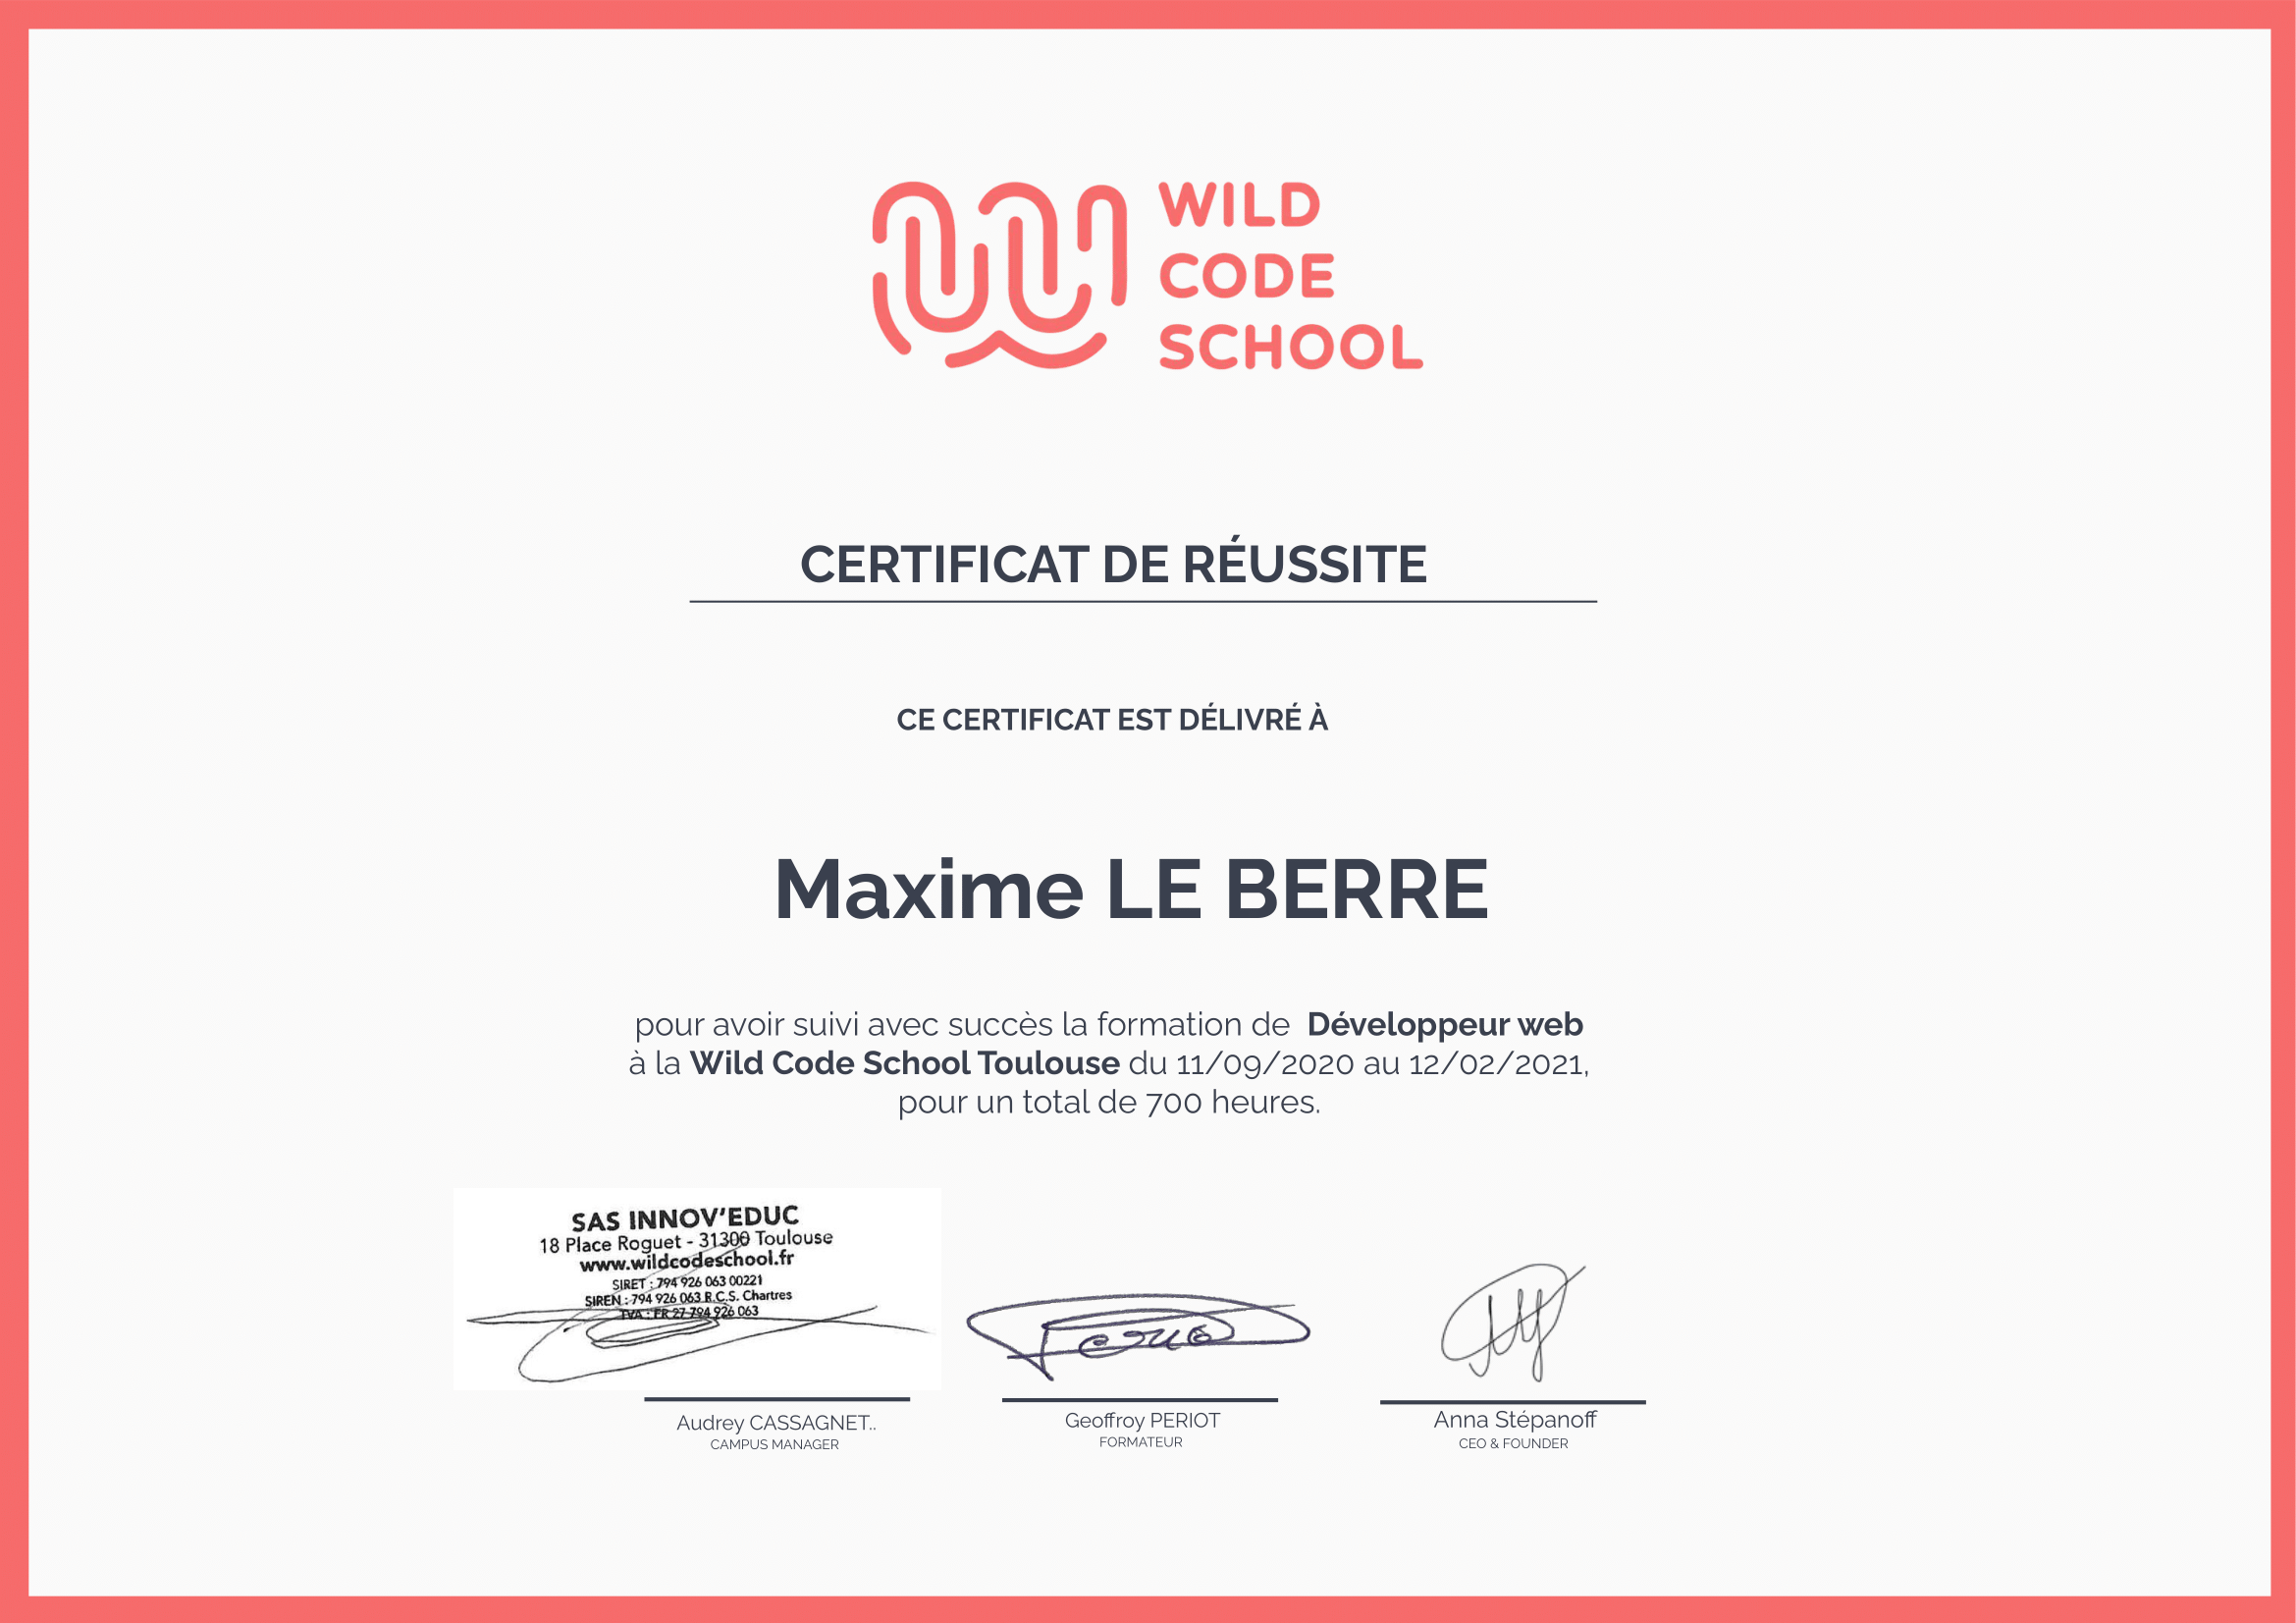 WILD
CODE
SCHOOL
CERTIFICAT DE RÉUSSITE
CE CERTIFICAT EST DÉLIVRÉ À
Maxime LE BERRE
pour avoir suivi avec succès la formation de Développeur web
à la Wild Code School Toulouse du 11/09/2020 au 12/02/2021,
pour un total de 700 heures.
SAS INNOV'EDUC
18 Place Roguet - 31300 Toulouse
www.wildcodeschool.fr
SIRET : 794 926 063 00221
SIREN : 794 926 063 R.C.S. Chartres
TVA : FR 27 794 926 063
Audrey CASSAGNET..
CAMPUS MANAGER
Geoffroy PERIOT
FORMATEUR
Anna Stépanoff
CEO & FOUNDER